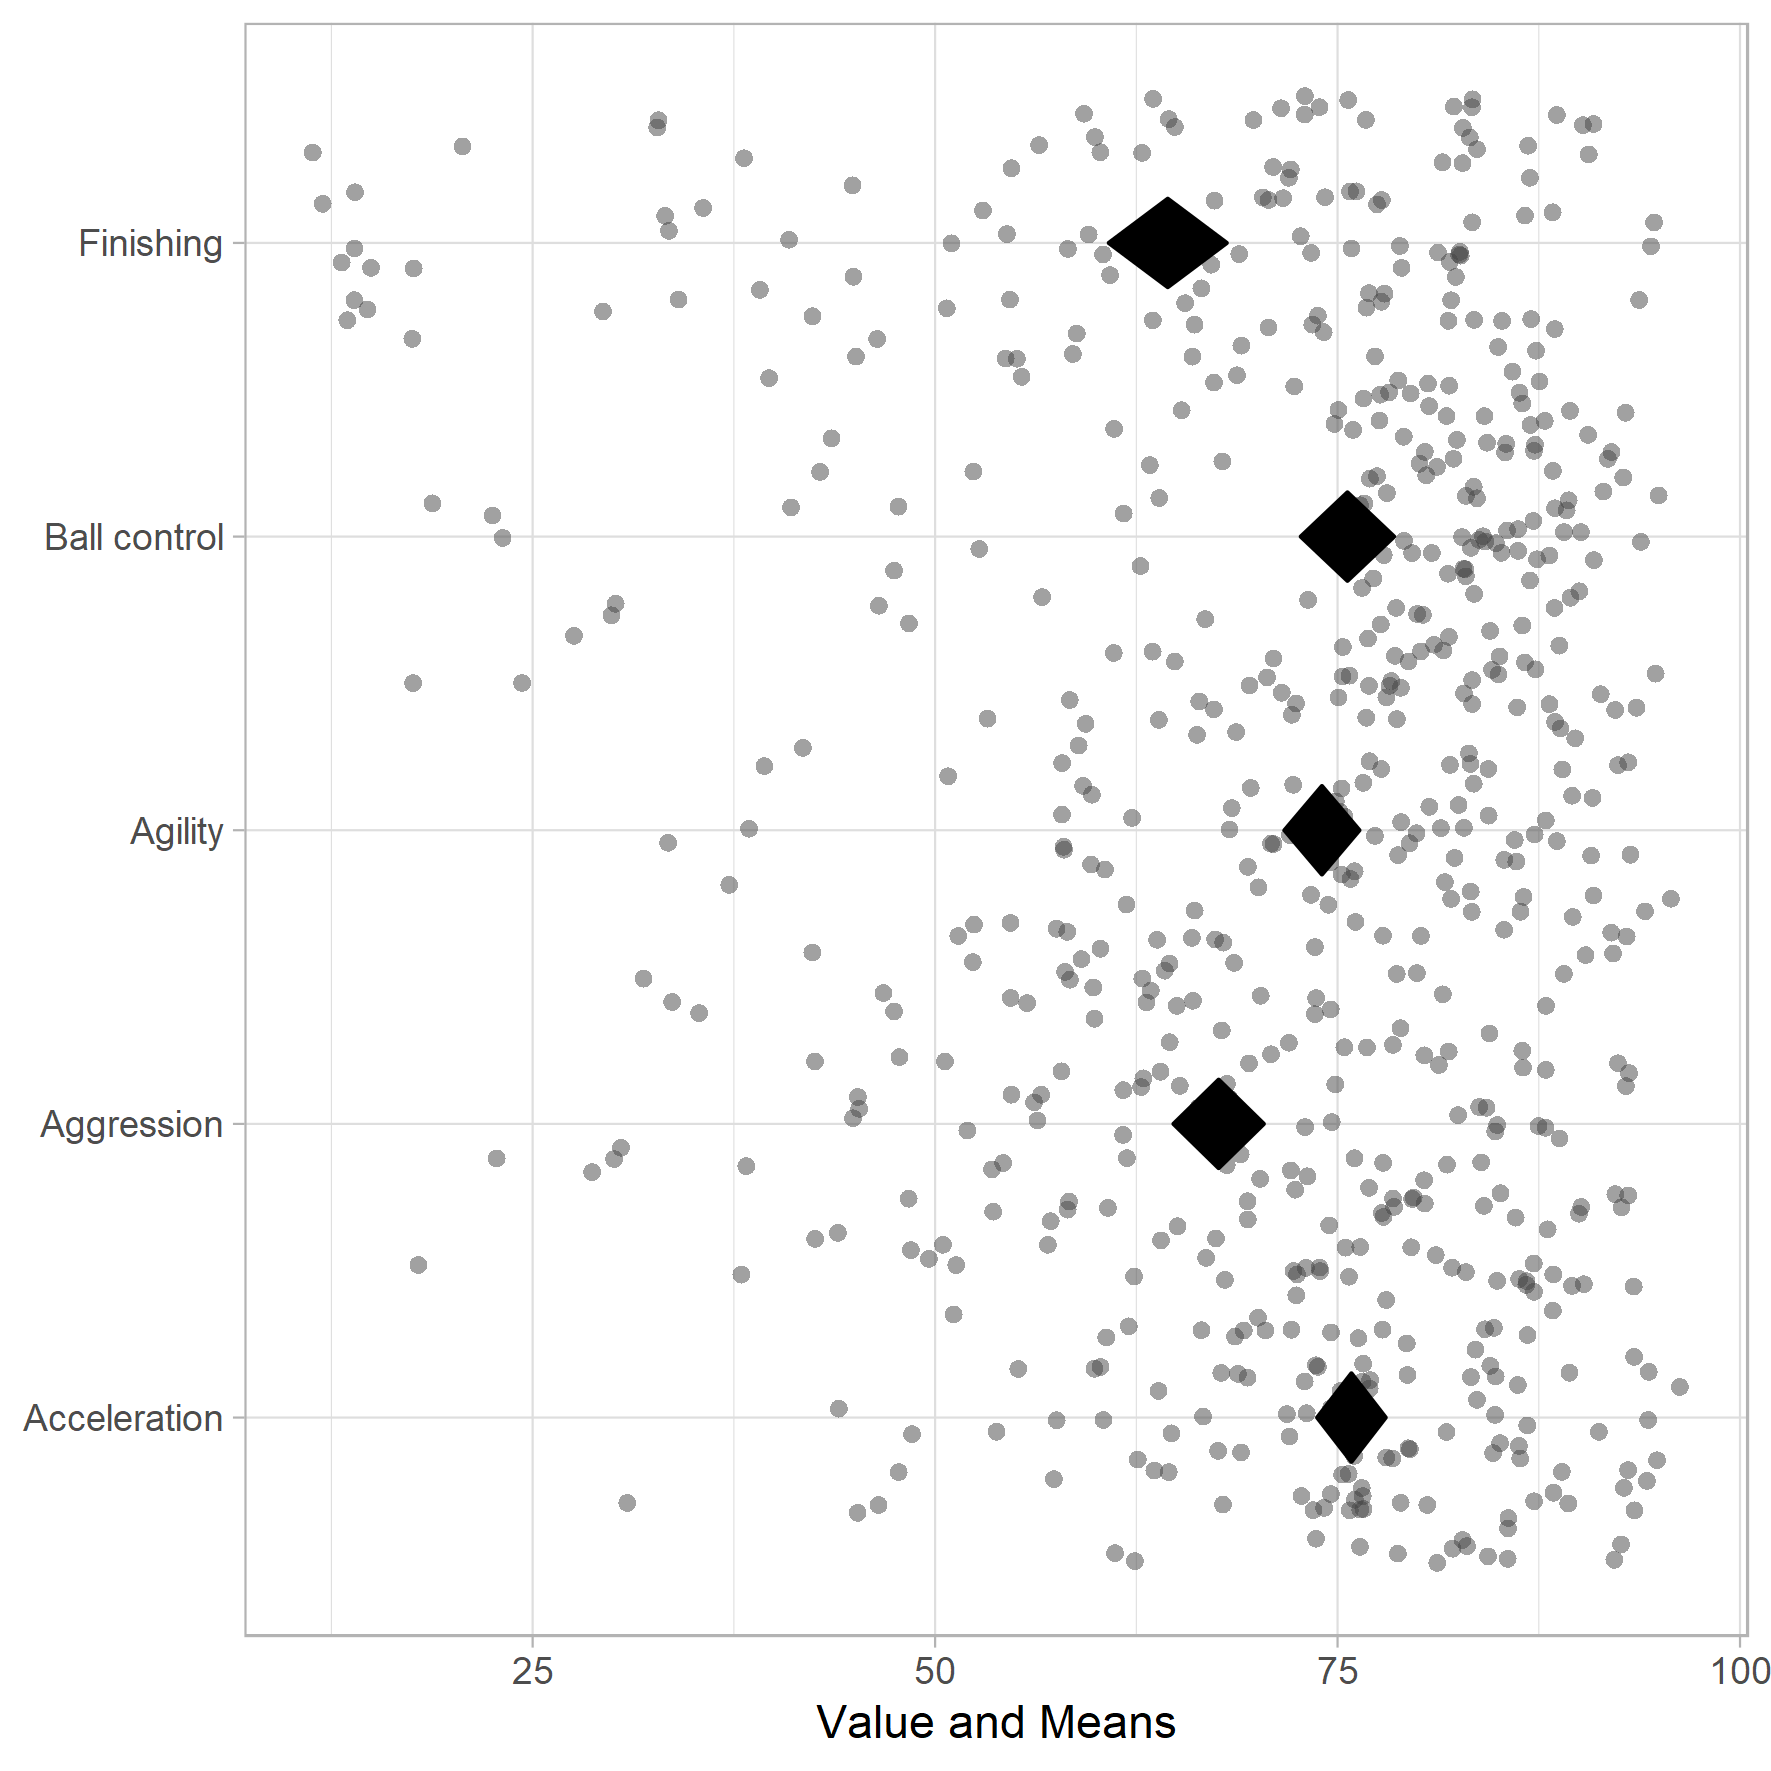 Finishing
Ball control
Agility
Aggression
Acceleration
25 50 75 100
Value and Means